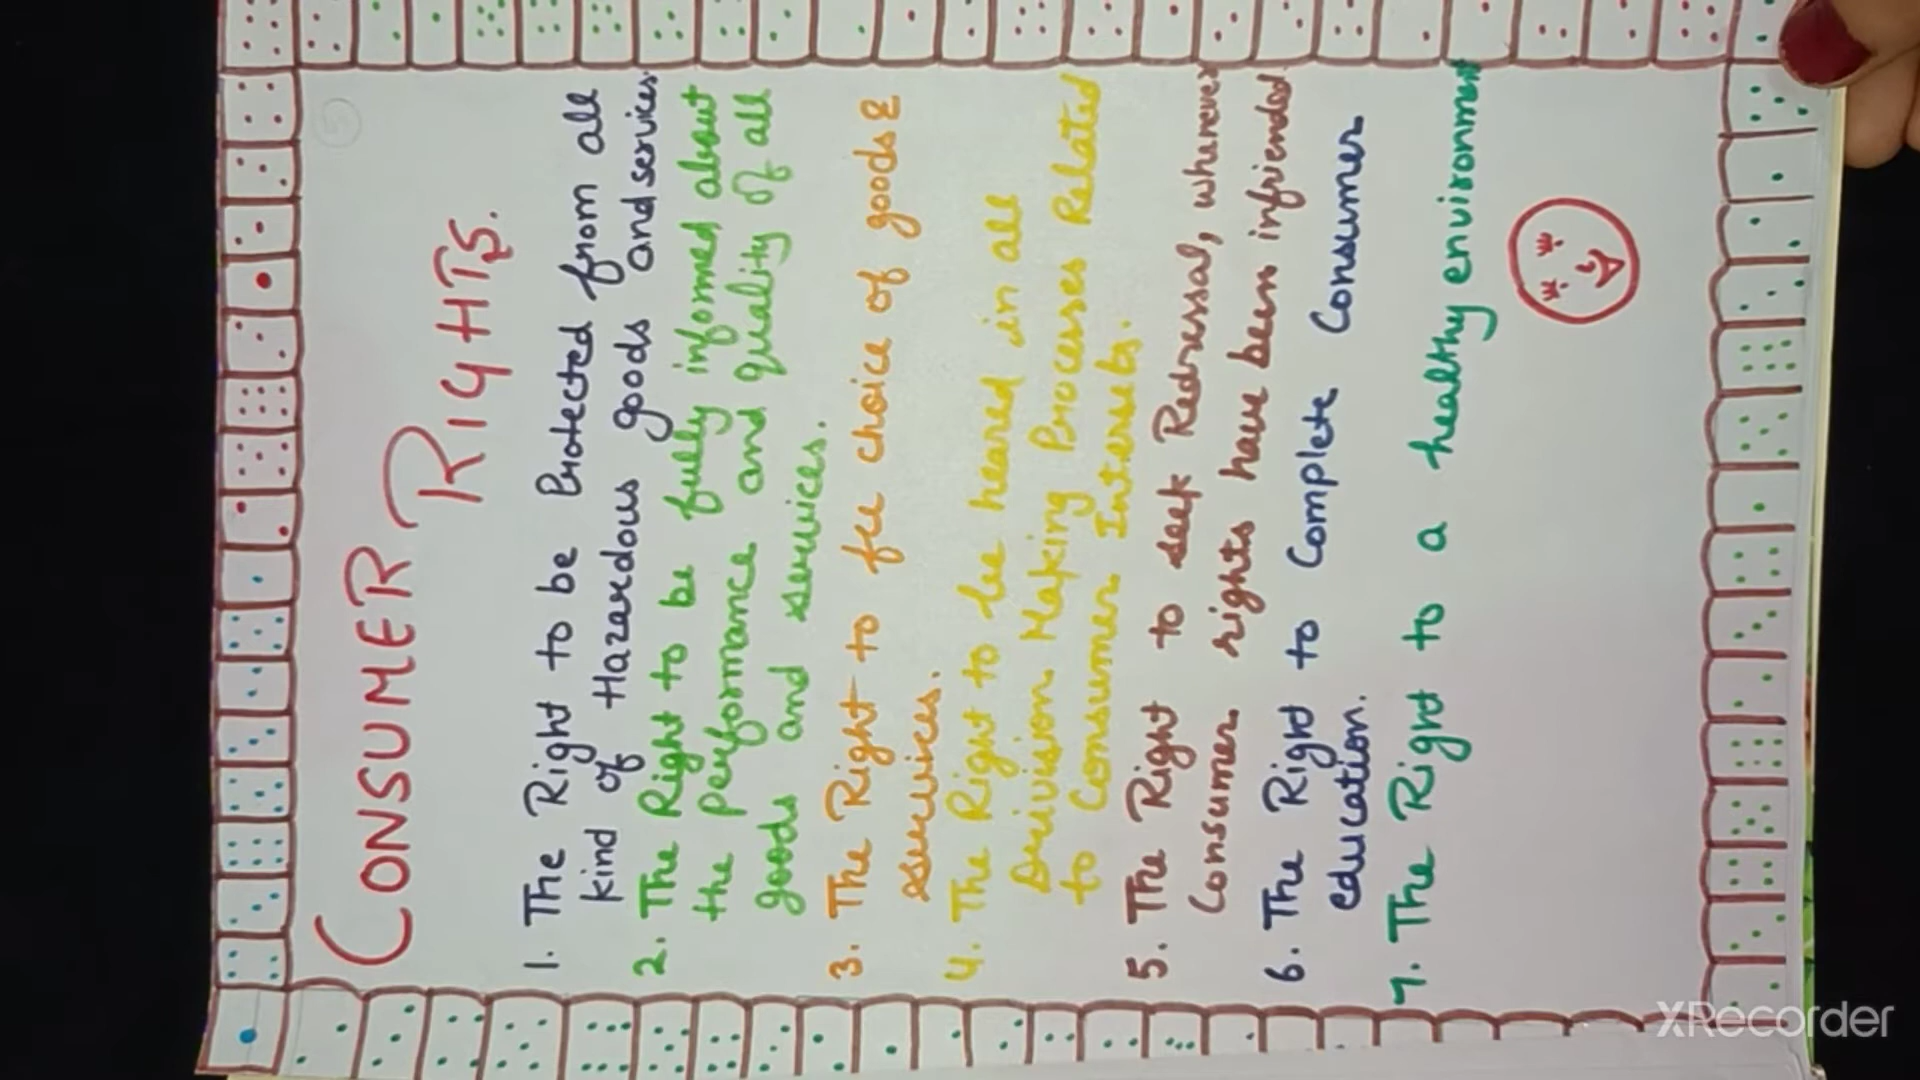 CONSUMER RIGHTS.
1. The Right to be Protected from all
kind of Hazardous goods and services.
2. The Right to be fully informed about
the performance and quality of all
goods and services.
3. The Right to fee choice of goods &
services.
4. The Right to be heared in all
Deivision Making Processes Related
to Consumer Intersets.
5. The Right to seek Redressal, wherever
Consumer rights have been infriended
6. The Right to Complete Consumer
education.
7. The Right to a healthy environment
XRecorder